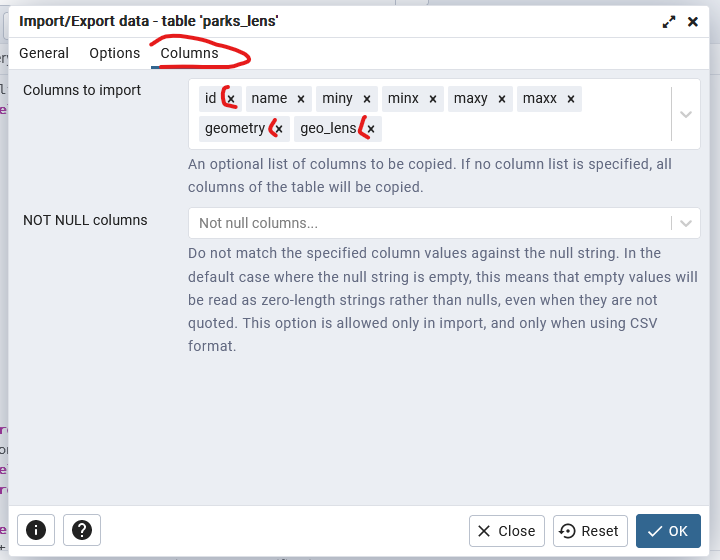 Import/Export data - table 'parks_lens'
General Options Columns
Columns to import
id × name × miny × minx × maxy × maxx ×
geometry × geo_lens ×
An optional list of columns to be copied. If no column list is specified, all
columns of the table will be copied.
NOT NULL columns
Not null columns...
Do not match the specified column values against the null string. In the
default case where the null string is empty, this means that empty values will
be read as zero-length strings rather than nulls, even when they are not
quoted. This option is allowed only in import, and only when using CSV
format.
Close Reset OK